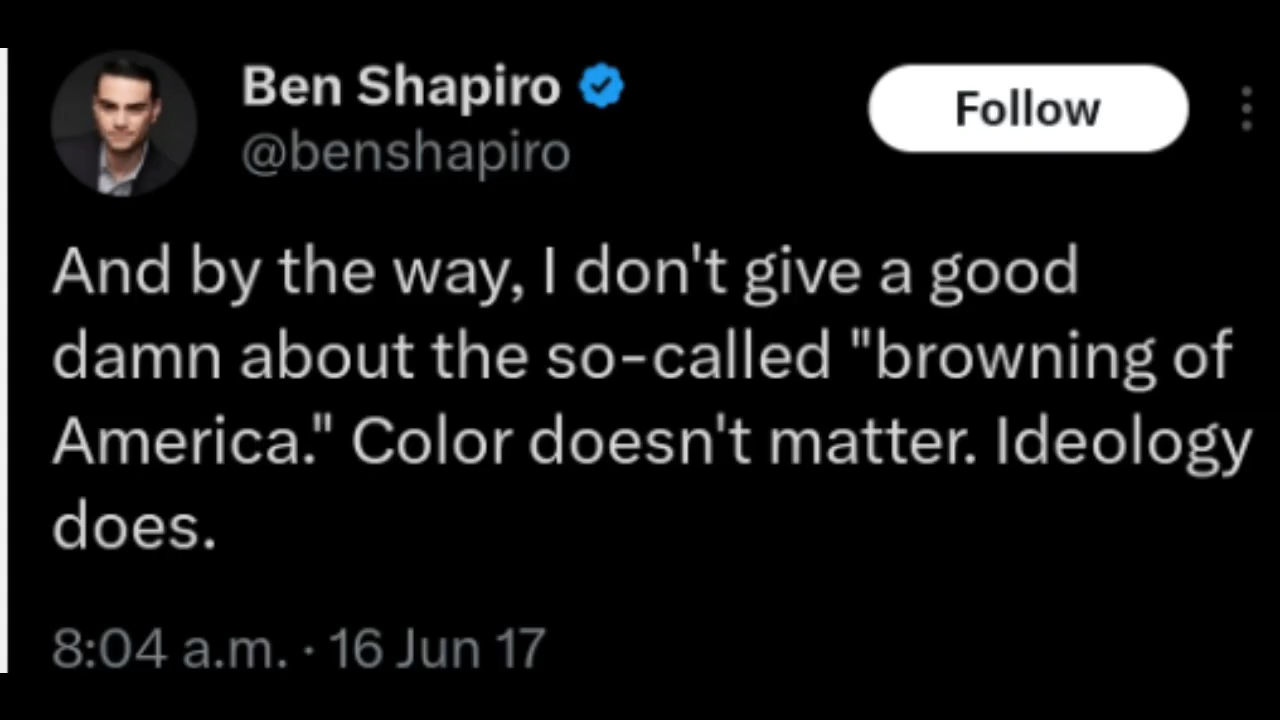 Ben Shapiro
@benshapiro
Follow
And by the way, I don't give a good
damn about the so-called "browning of
America." Color doesn't matter. Ideology
does.
8:04 a.m. · 16 Jun 17